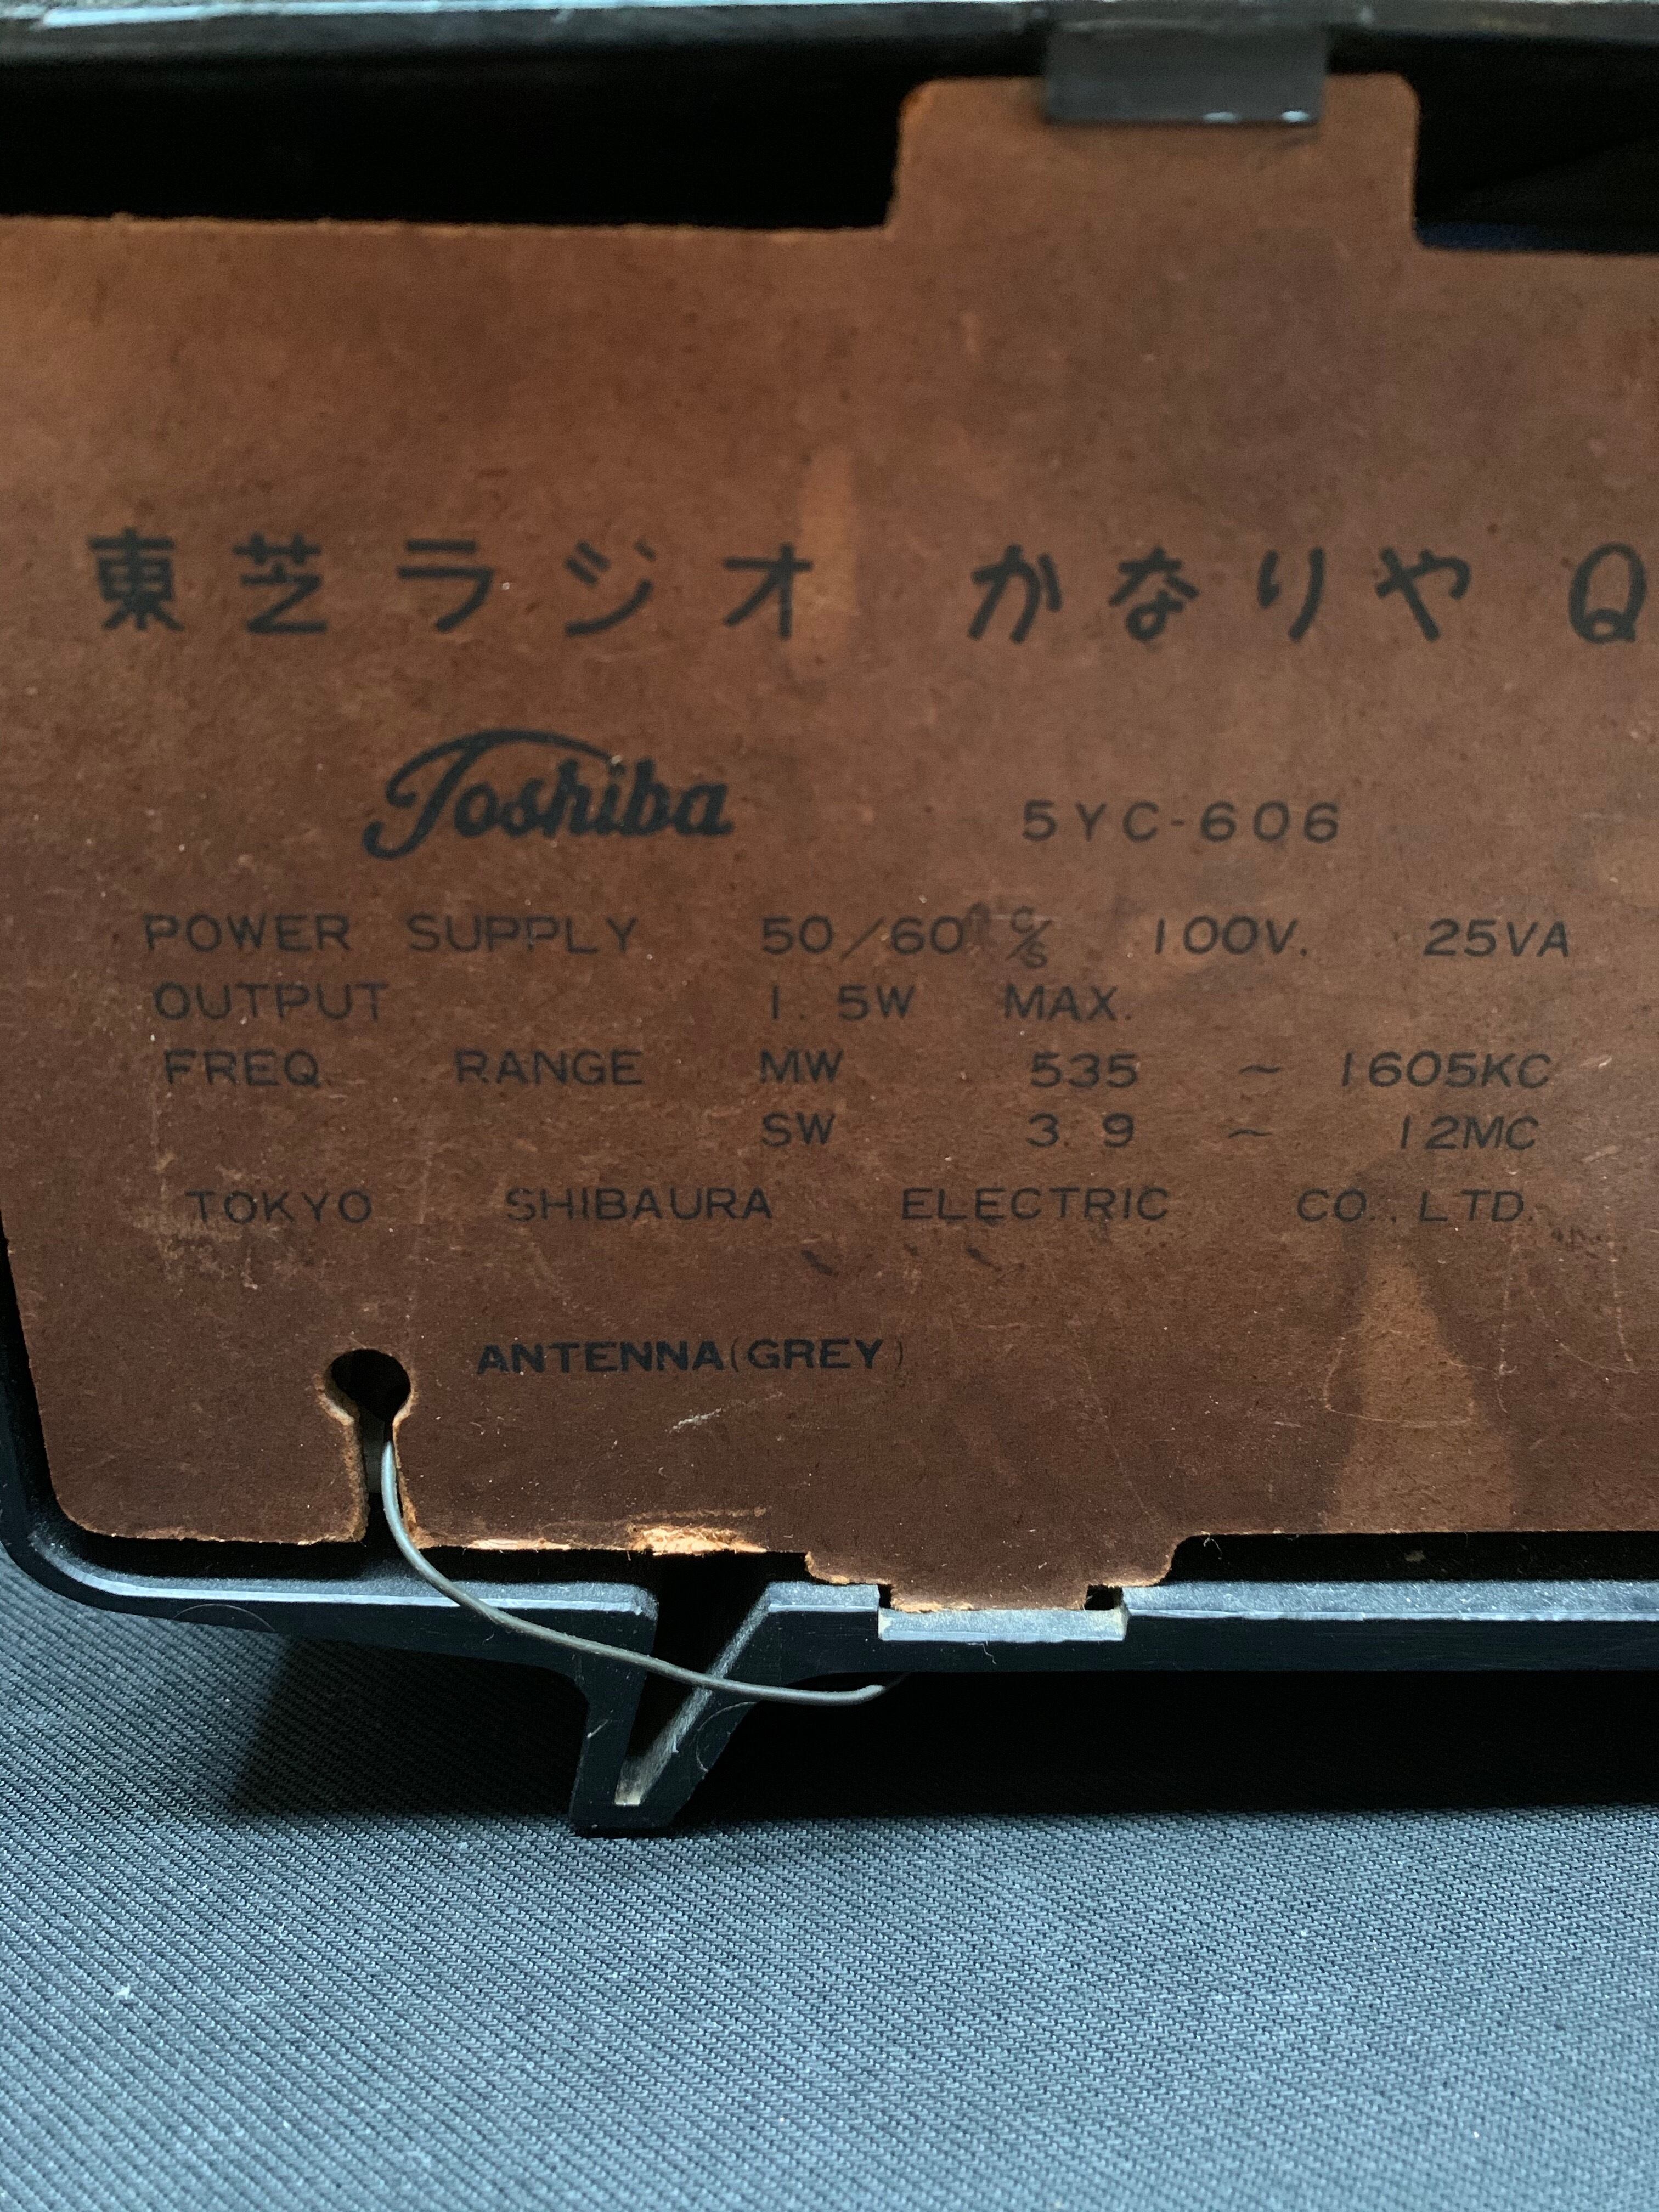 東芝ラジオ かなりや Q
Toshiba 5YC-606
POWER SUPPLY 50/60 C/S 100V. 25VA
OUTPUT 1.5W MAX.
FREQ. RANGE MW 535 ~ 1605KC
SW 3.9 ~ 12MC
TOKYO SHIBAURA ELECTRIC CO., LTD.
ANTENNA(GREY)